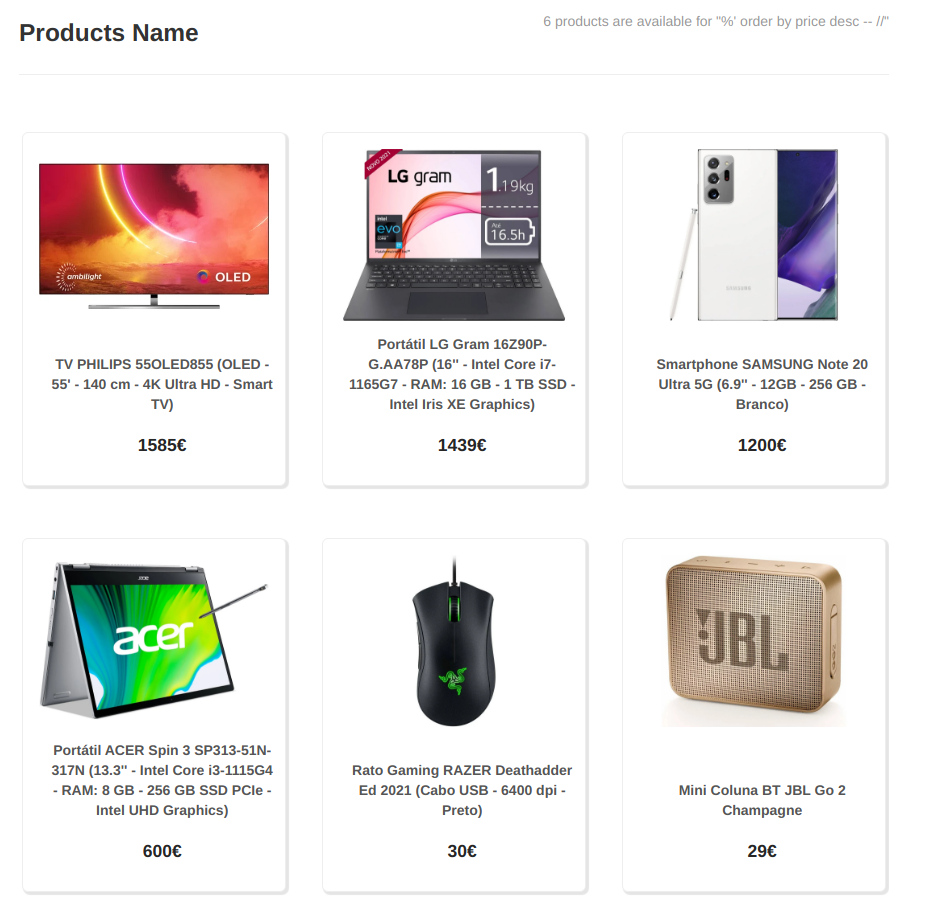 Products Name
6 products are available for "%' order by price desc -- //"
ambilight
OLED
TV PHILIPS 55OLED855 (OLED -
55' - 140 cm - 4K Ultra HD - Smart
TV)
1585€
NOVO 2021
LG gram
1.19kg
intel
evo
CORE
Até
16.5h
Portátil LG Gram 16Z90P-
G.AA78P (16'' - Intel Core i7-
1165G7 - RAM: 16 GB - 1 TB SSD -
Intel Iris XE Graphics)
1439€
SAMSUNG
Smartphone SAMSUNG Note 20
Ultra 5G (6.9'' - 12GB - 256 GB -
Branco)
1200€
acer
acer
Portátil ACER Spin 3 SP313-51N-
317N (13.3'' - Intel Core i3-1115G4
- RAM: 8 GB - 256 GB SSD PCIe -
Intel UHD Graphics)
600€
Rato Gaming RAZER Deathadder
Ed 2021 (Cabo USB - 6400 dpi -
Preto)
30€
JBL
Mini Coluna BT JBL Go 2
Champagne
29€